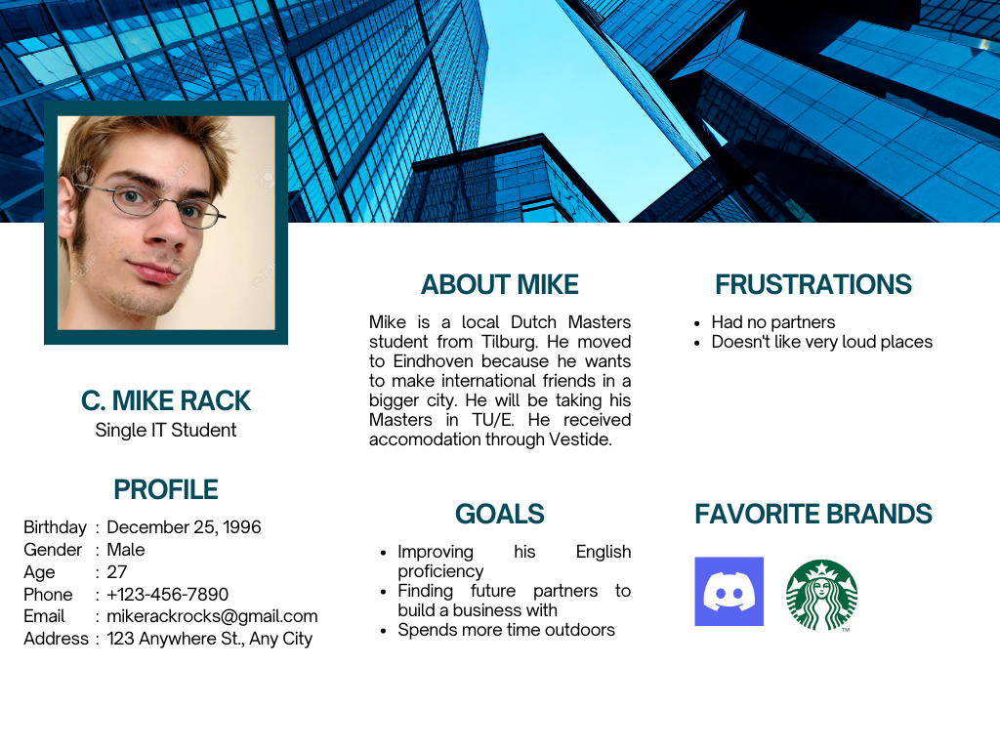 C. MIKE RACK
Single IT Student
PROFILE
Birthday : December 25, 1996
Gender : Male
Age : 27
Phone : +123-456-7890
Email : mikerackrocks@gmail.com
Address : 123 Anywhere St., Any City
ABOUT MIKE
Mike is a local Dutch Masters
student from Tilburg. He moved
to Eindhoven because he wants
to make international friends in a
bigger city. He will be taking his
Masters in TU/E. He received
accomodation through Vestide.
GOALS
• Improving his English
proficiency
• Finding future partners to
build a business with
• Spends more time outdoors
FRUSTRATIONS
• Had no partners
• Doesn't like very loud places
FAVORITE BRANDS
TM